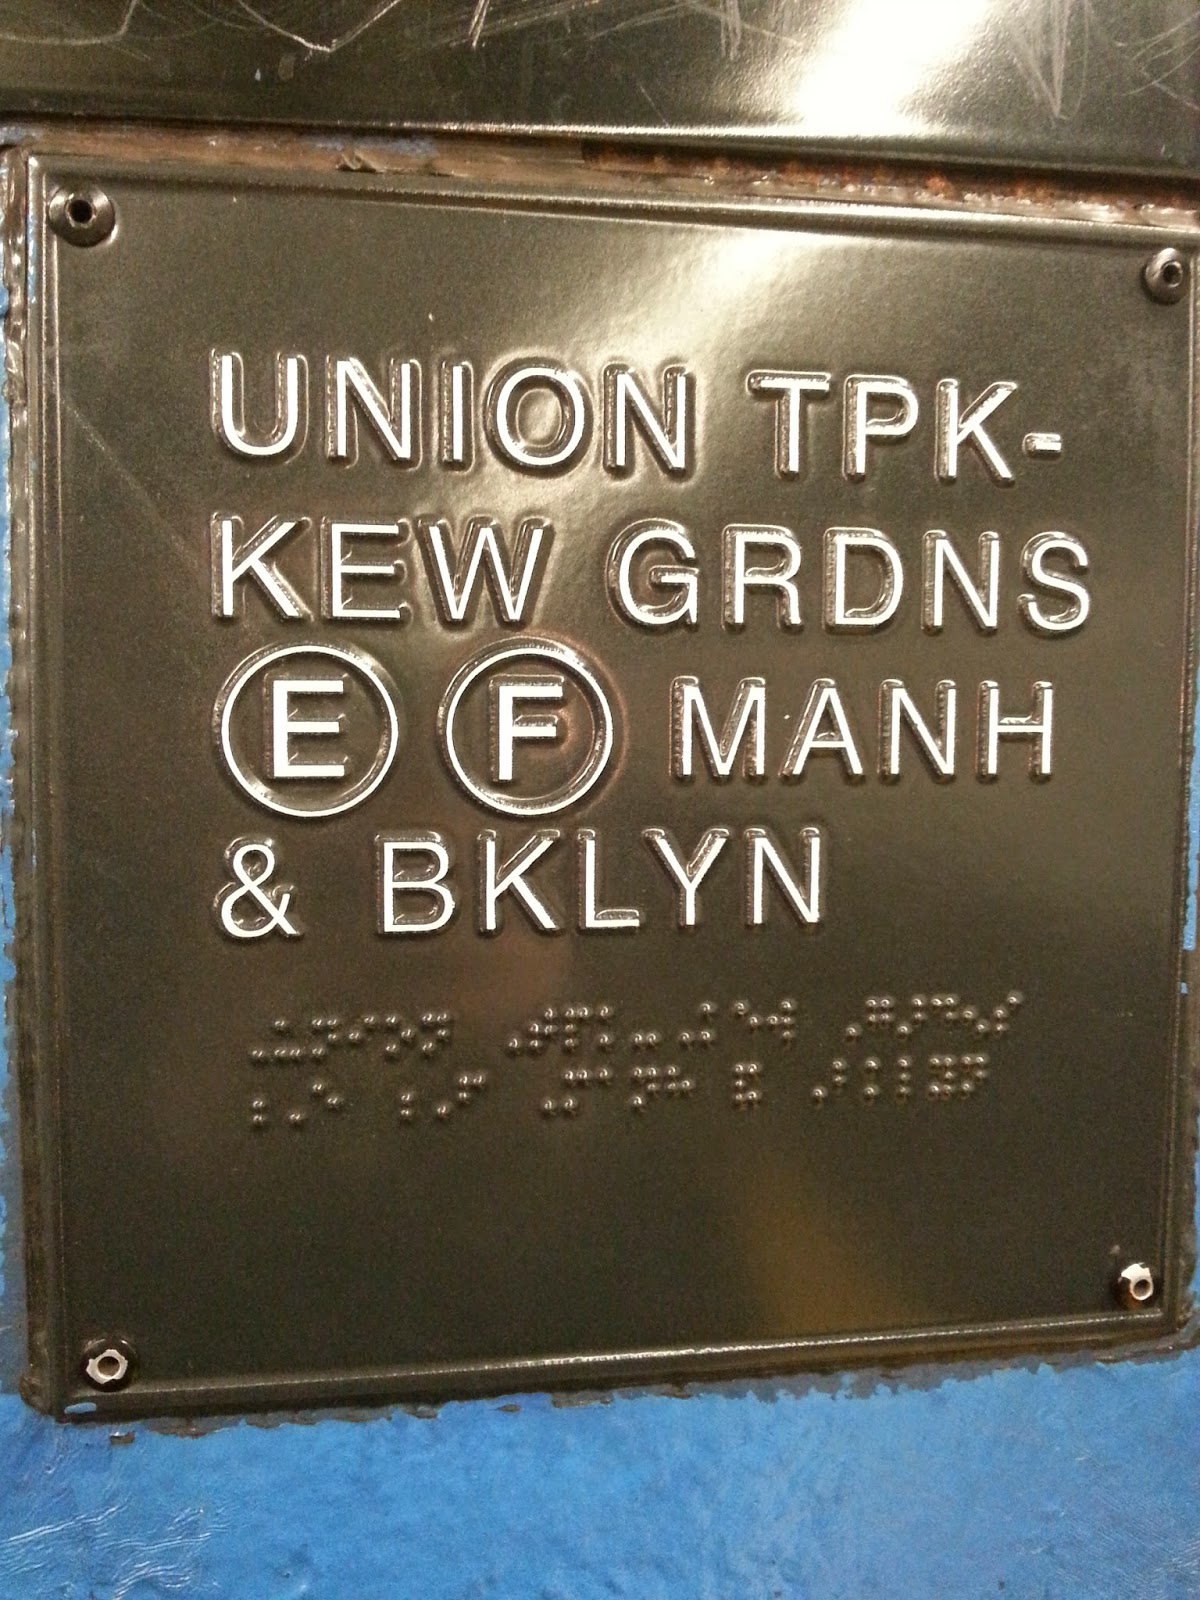 UNION TPK-
KEW GRDNS
E F MANH
& BKLYN